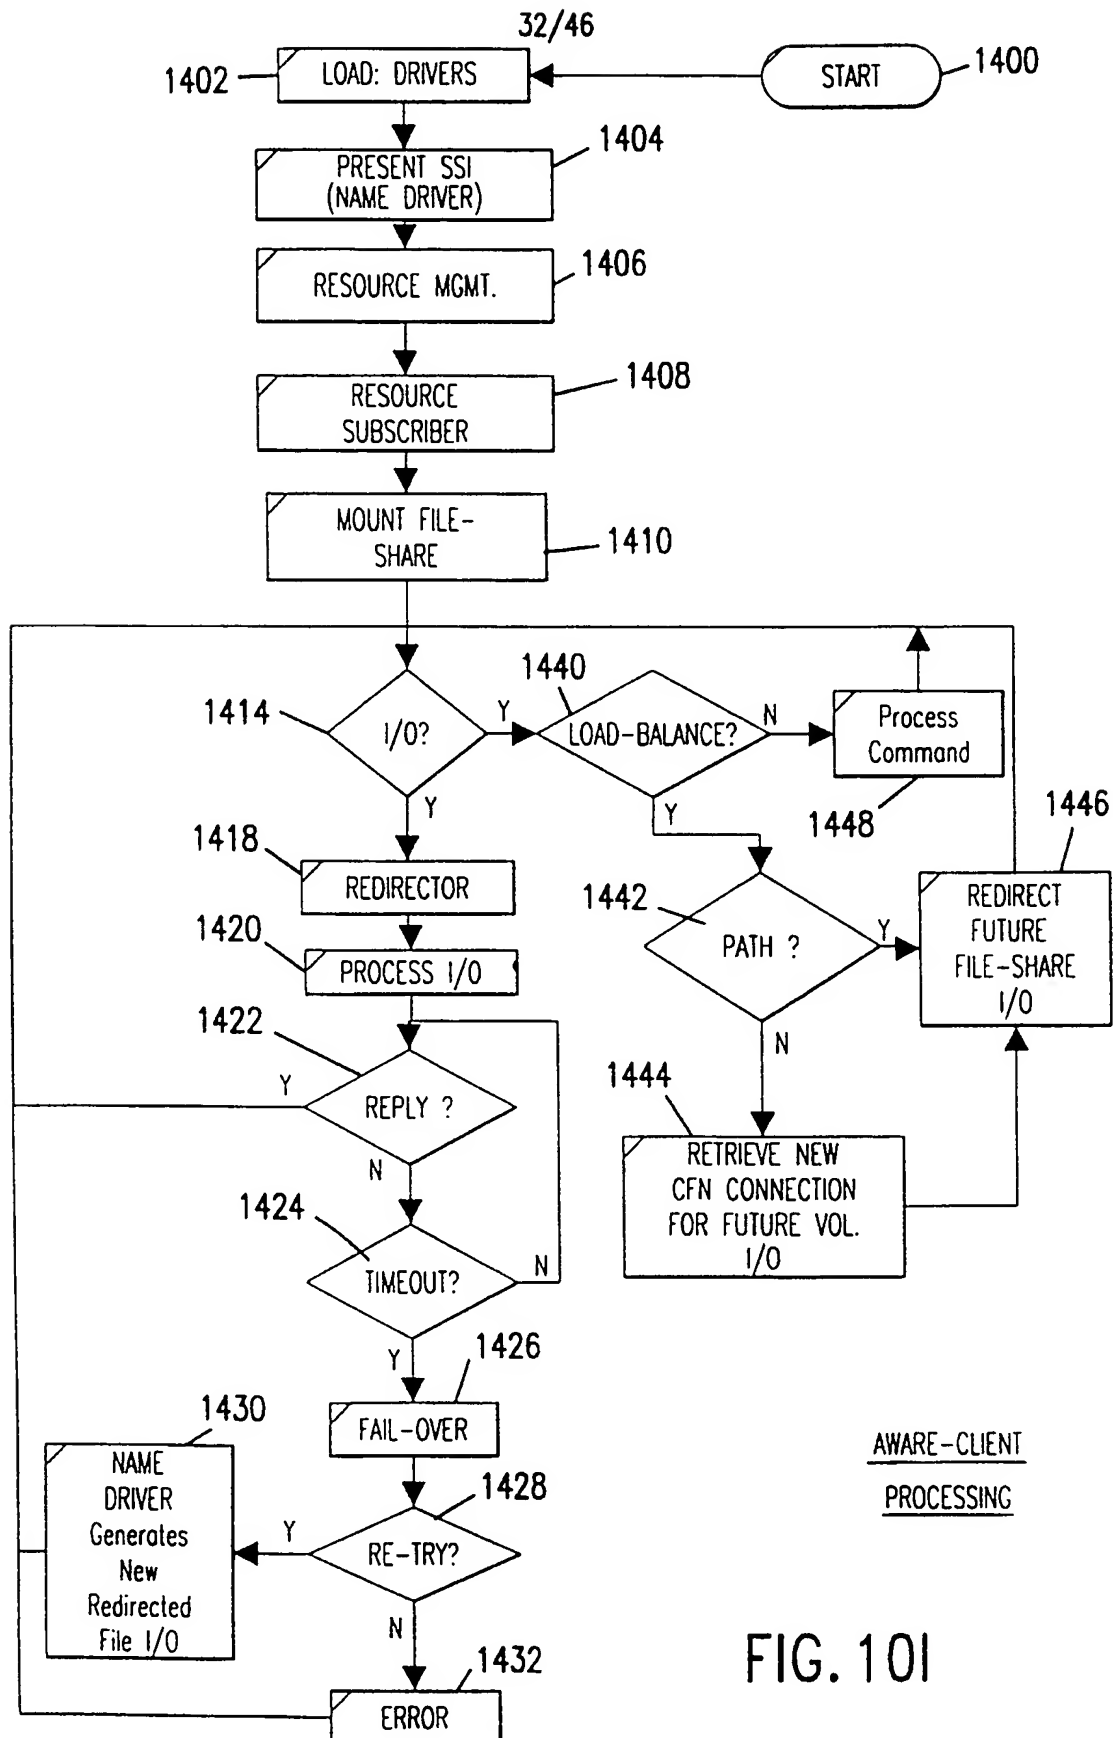 32/46
1402
LOAD: DRIVERS
START
1400
1404
PRESENT SSI
(NAME DRIVER)
1406
RESOURCE MGMT.
1408
RESOURCE
SUBSCRIBER
MOUNT FILE-
SHARE
1410
1440
1414
I/O?
Y
LOAD-BALANCE?
N
Process
Command
Y
Y
1448
1446
1418
REDIRECTOR
1442
PATH ?
Y
REDIRECT
FUTURE
FILE-SHARE
I/O
1420
PROCESS I/O
1422
Y
REPLY ?
N
N
1444
RETRIEVE NEW
CFN CONNECTION
FOR FUTURE VOL.
I/O
1424
TIMEOUT?
N
Y
1426
FAIL-OVER
1430
NAME
DRIVER
Generates
New
Redirected
File I/O
1428
Y
RE-TRY?
N
AWARE-CLIENT
PROCESSING
1432
ERROR
FIG. 10I